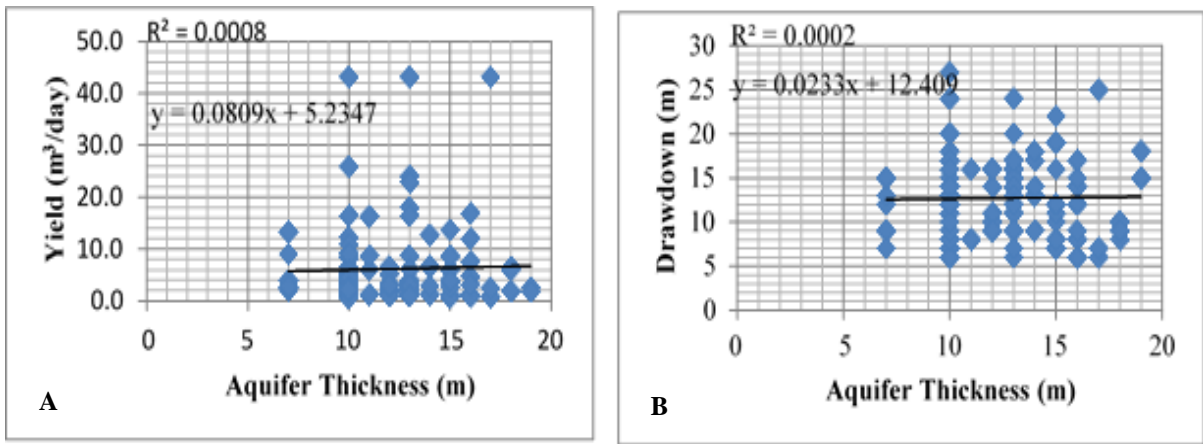 R² = 0.0008
50.0
40.0
30.0
20.0
10.0
0.0
y = 0.0809x + 5.2347
Yield (m³/day)
0 5 10 15 20
Aquifer Thickness (m)
A
R² = 0.0002
30
25
20
15
10
5
0
y = 0.0233x + 12.409
Drawdown (m)
0 5 10 15 20
Aquifer Thickness (m)
B